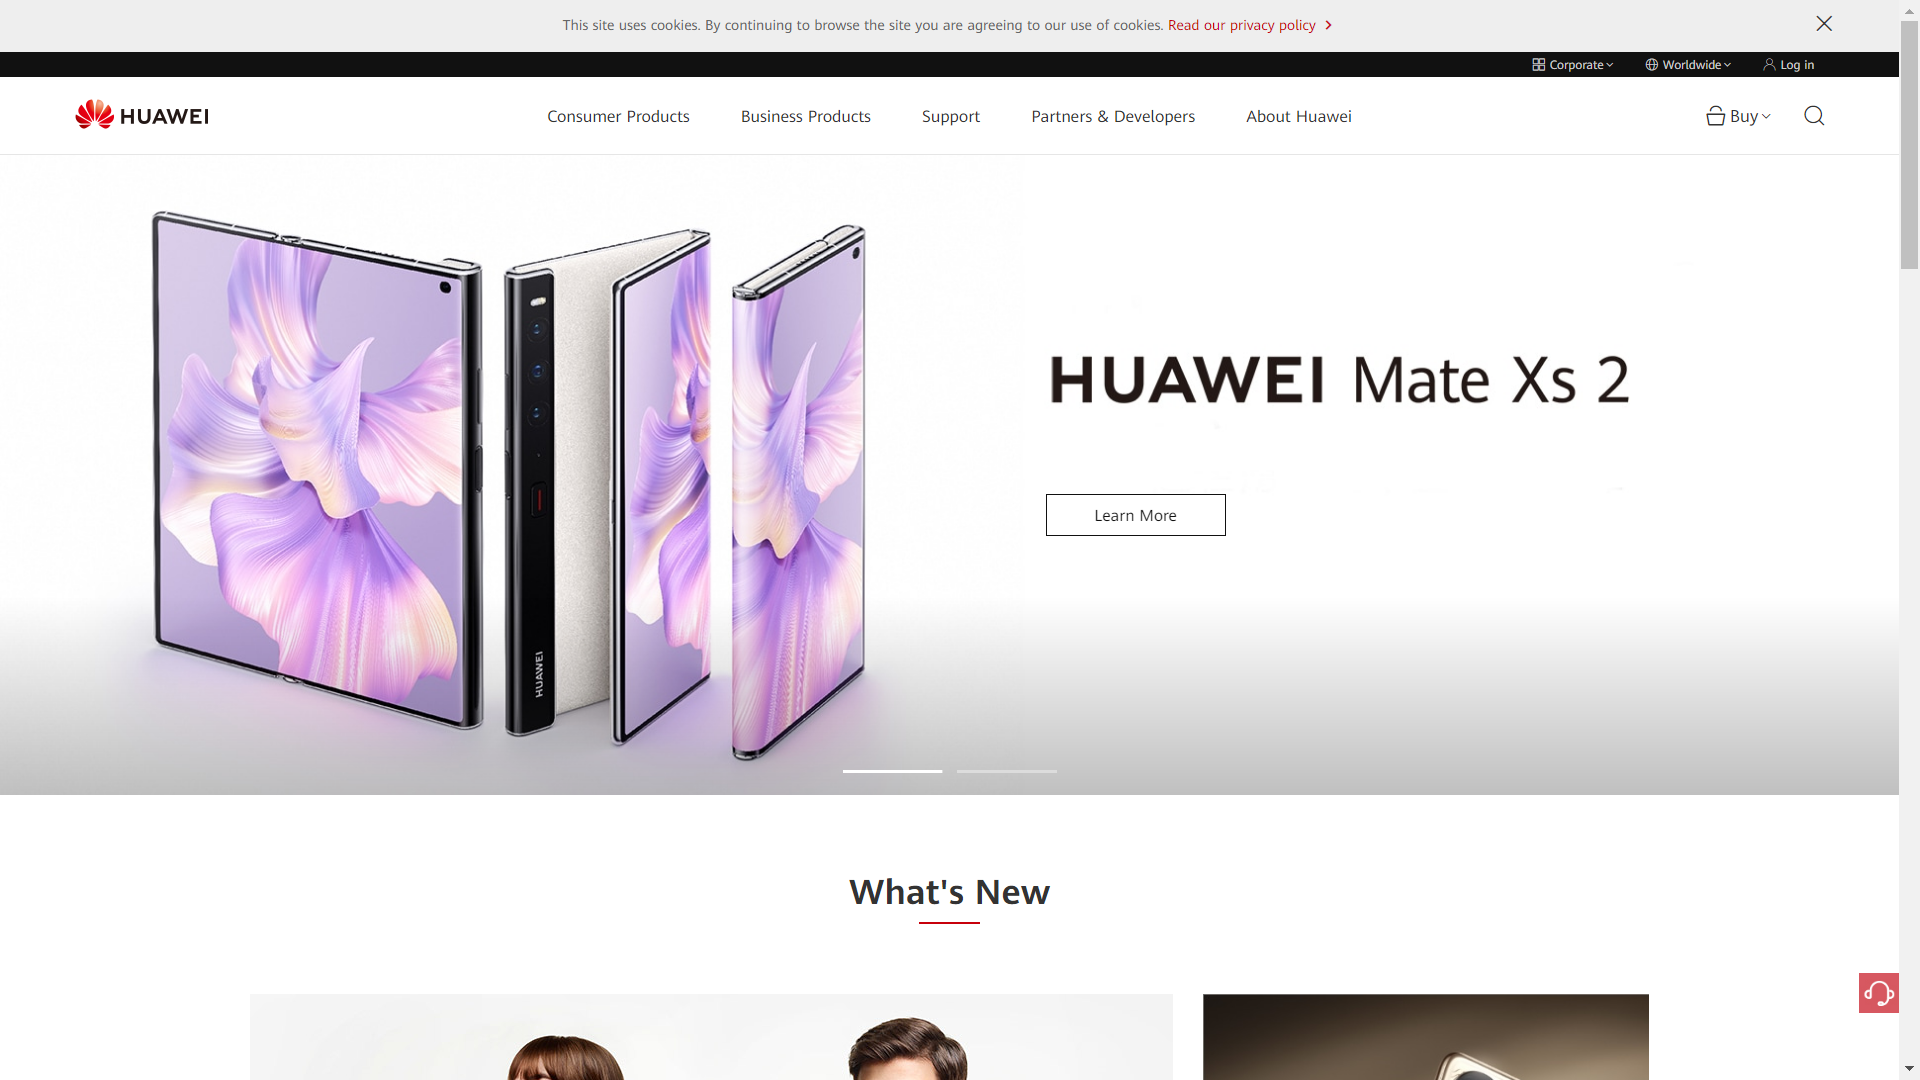 This site uses cookies. By continuing to browse the site you are agreeing to our use of cookies. Read our privacy policy
Corporate Worldwide Log in
HUAWEI Consumer Products Business Products Support Partners & Developers About Huawei Buy
HUAWEI Mate Xs 2
Learn More
HUAWEI
What's New